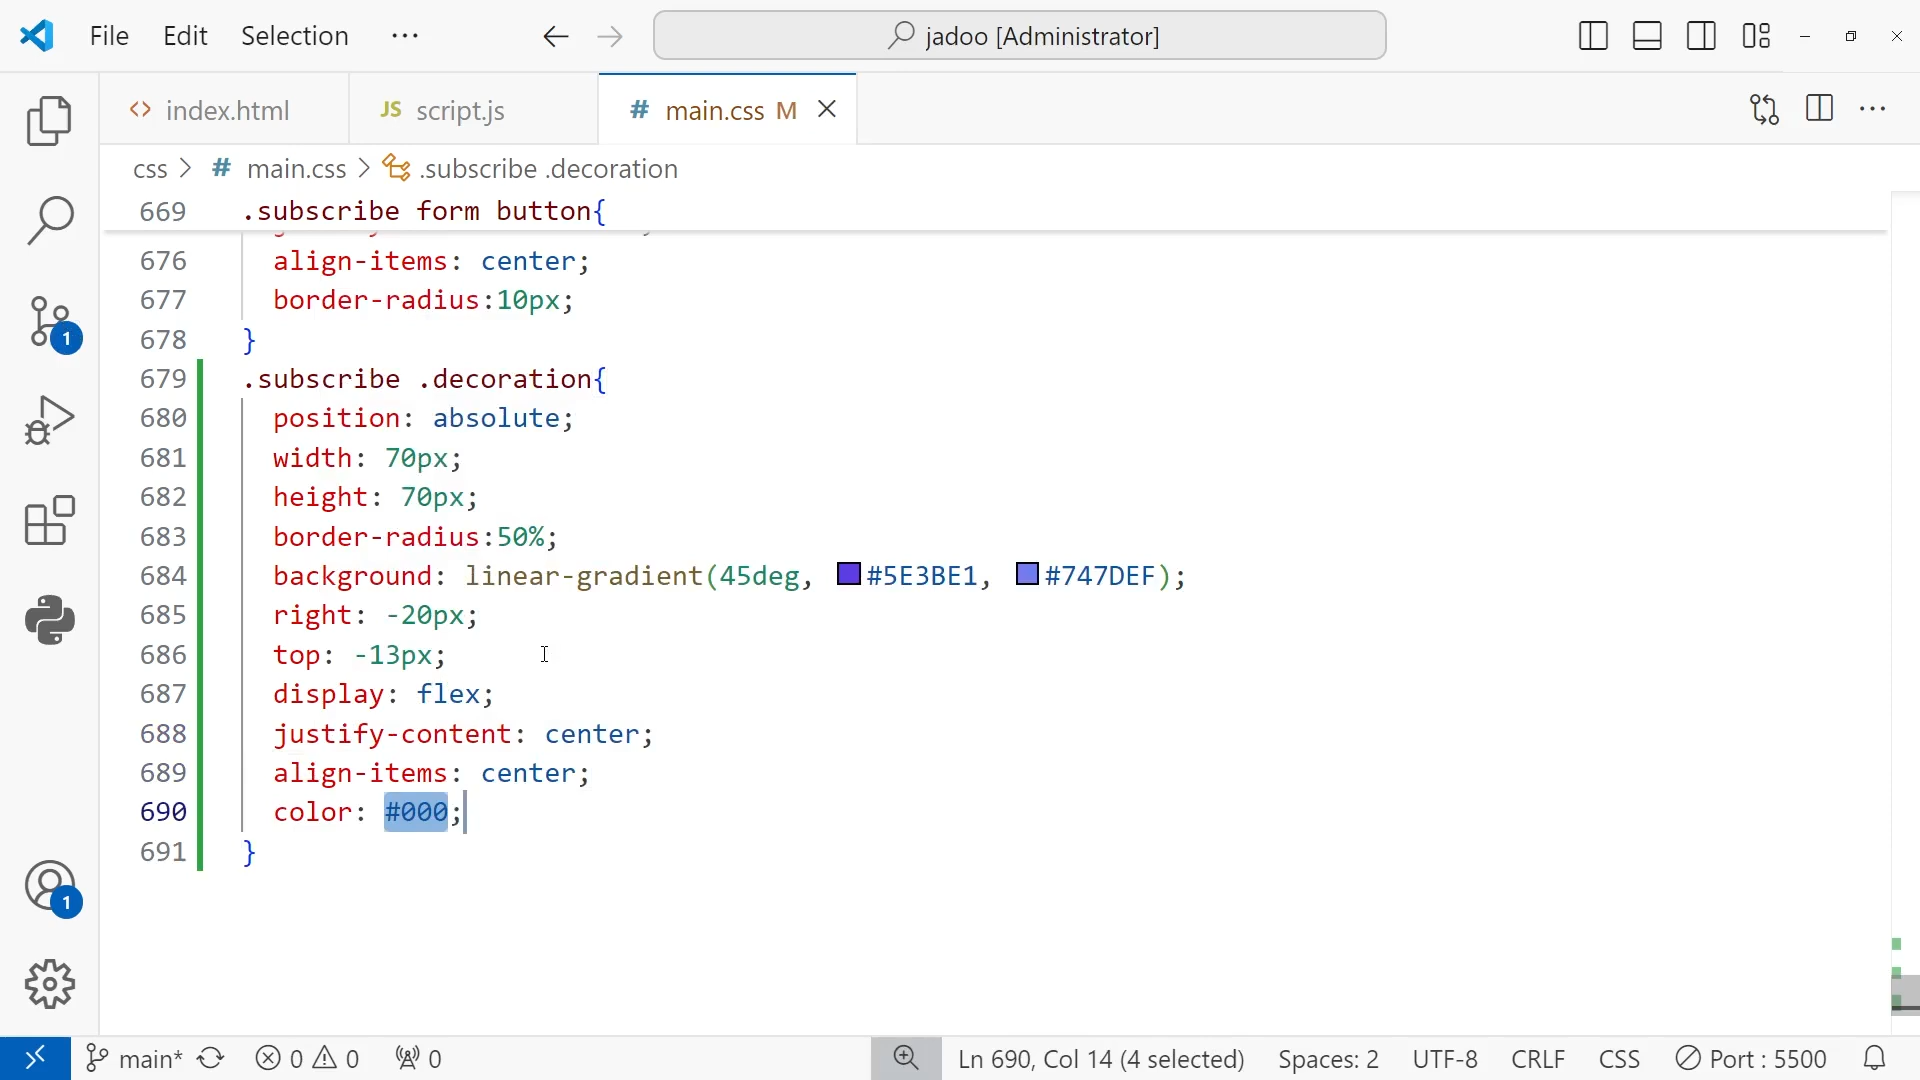 File Edit Selection ··· jadoo [Administrator]
index.html JS script.js # main.css M
css > # main.css > .subscribe .decoration
669 .subscribe form button{
676 align-items: center;
677 border-radius:10px;
678 }
679 .subscribe .decoration{
680 position: absolute;
681 width: 70px;
682 height: 70px;
683 border-radius:50%;
684 background: linear-gradient(45deg, #5E3BE1, #747DEF);
685 right: -20px;
686 top: -13px;
687 display: flex;
688 justify-content: center;
689 align-items: center;
690 color: #000;
691 }
1
1
main* 0 0 0 Ln 690, Col 14 (4 selected) Spaces: 2 UTF-8 CRLF CSS Port : 5500